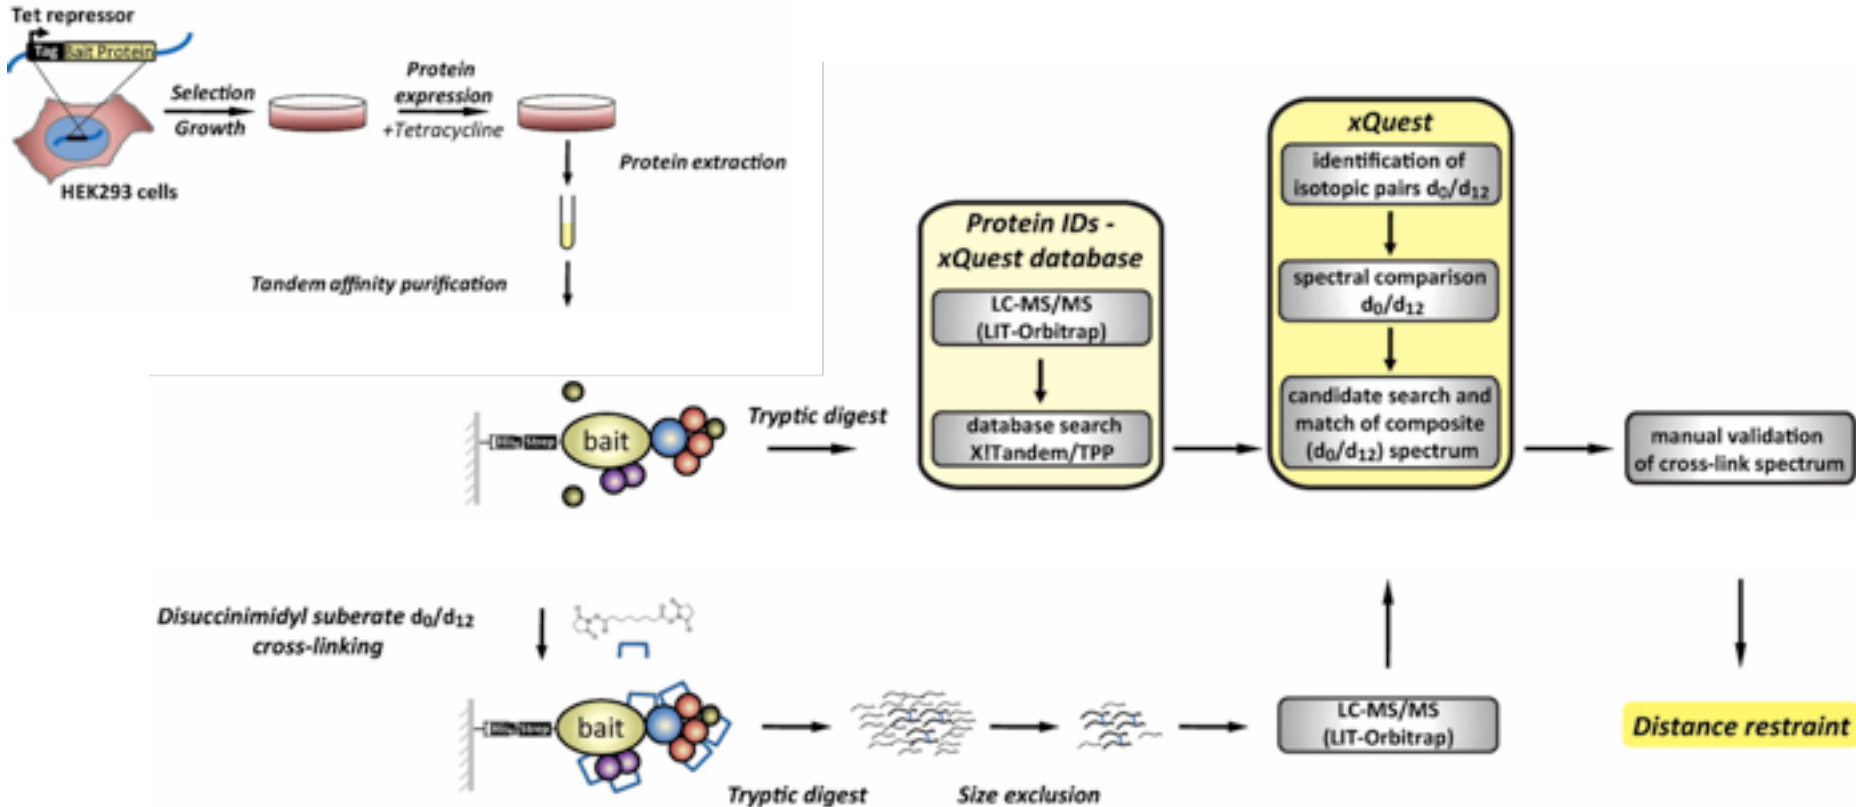 Tet repressor
Tag Bait Protein
HEK293 cells
Selection
Growth
Protein
expression
+Tetracycline
Protein extraction
Tandem affinity purification
bait
Tryptic digest
Protein IDs -
xQuest database
LC-MS/MS
(LIT-Orbitrap)
database search
X!Tandem/TPP
xQuest
identification of
isotopic pairs d0/d12
spectral comparison
d0/d12
candidate search and
match of composite
(d0/d12) spectrum
manual validation
of cross-link spectrum
Disuccinimidyl suberate d0/d12
cross-linking
bait
Tryptic digest
Size exclusion
LC-MS/MS
(LIT-Orbitrap)
Distance restraint